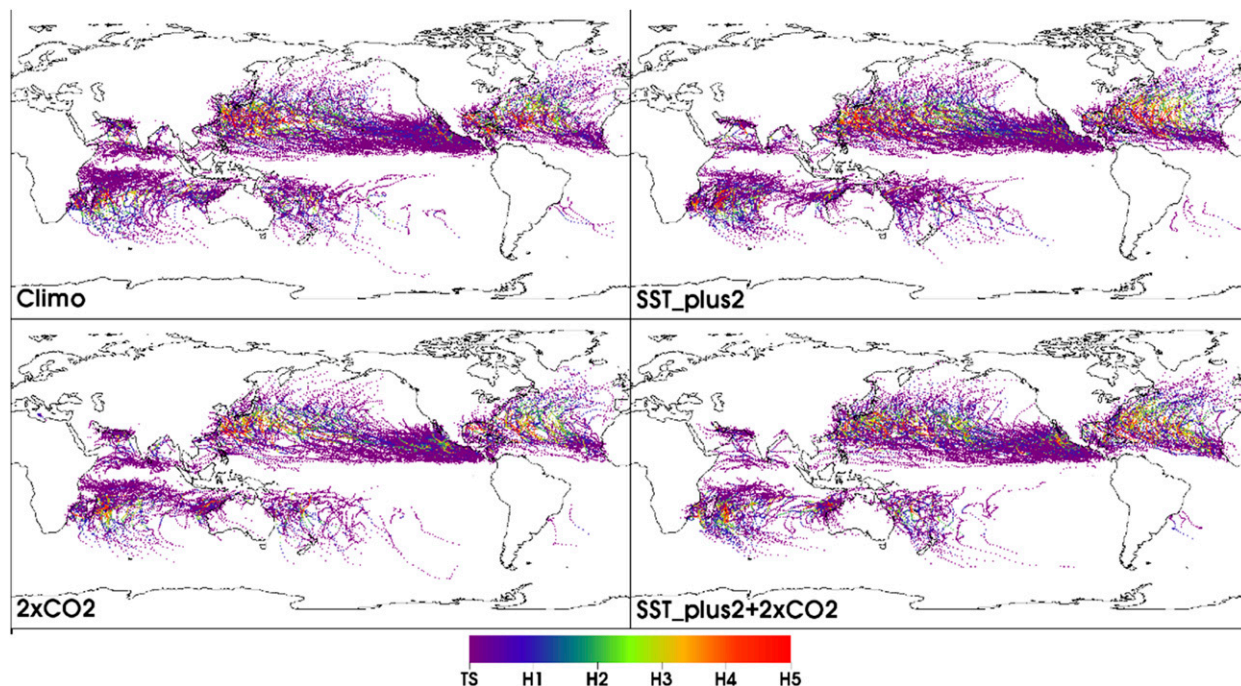 Climo
SST_plus2
2xCO2
SST_plus2+2xCO2
TS H1 H2 H3 H4 H5